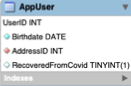 AppUser
UserID INT
Birthdate DATE
AddressID INT
RecoveredFromCovid TINYINT(1)
Indexes